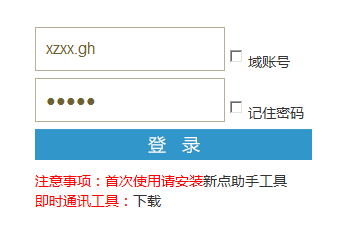 xzxx.gh
域账号
●●●●●
记住密码
登 录
注意事项：首次使用请安装新点助手工具
即时通讯工具：下载